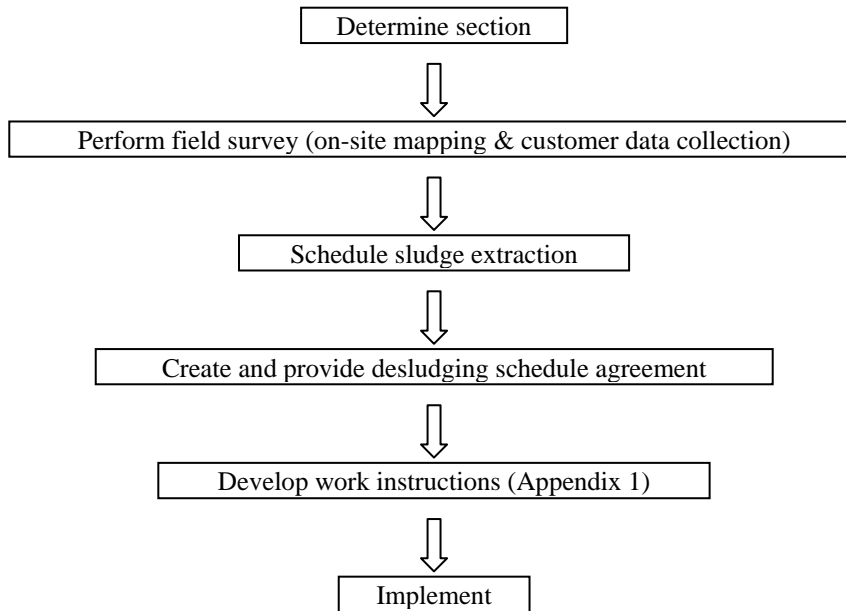 Determine section
Perform field survey (on-site mapping & customer data collection)
Schedule sludge extraction
Create and provide desludging schedule agreement
Develop work instructions (Appendix 1)
Implement